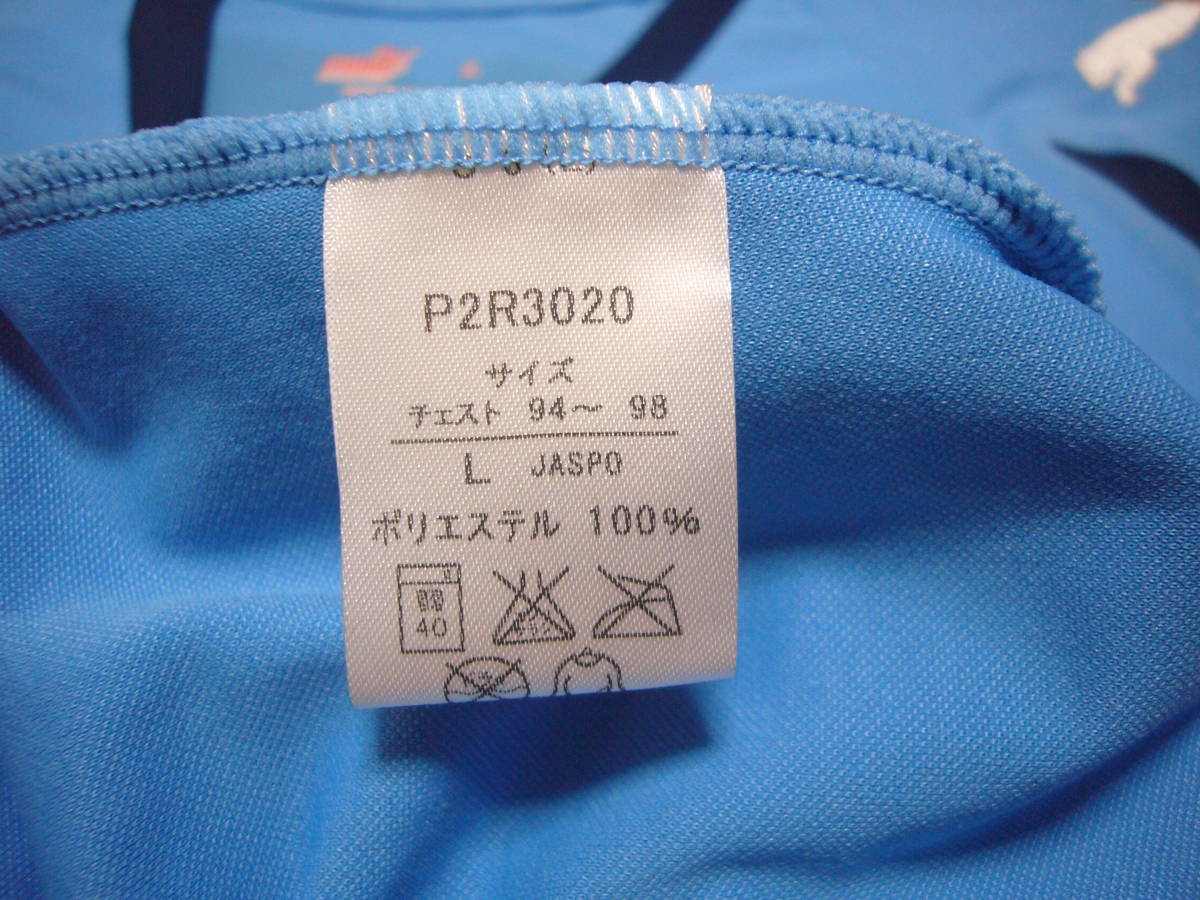 P2R3020
サイズ
チェスト 94～ 98
L JASPO
ポリエステル 100%
40